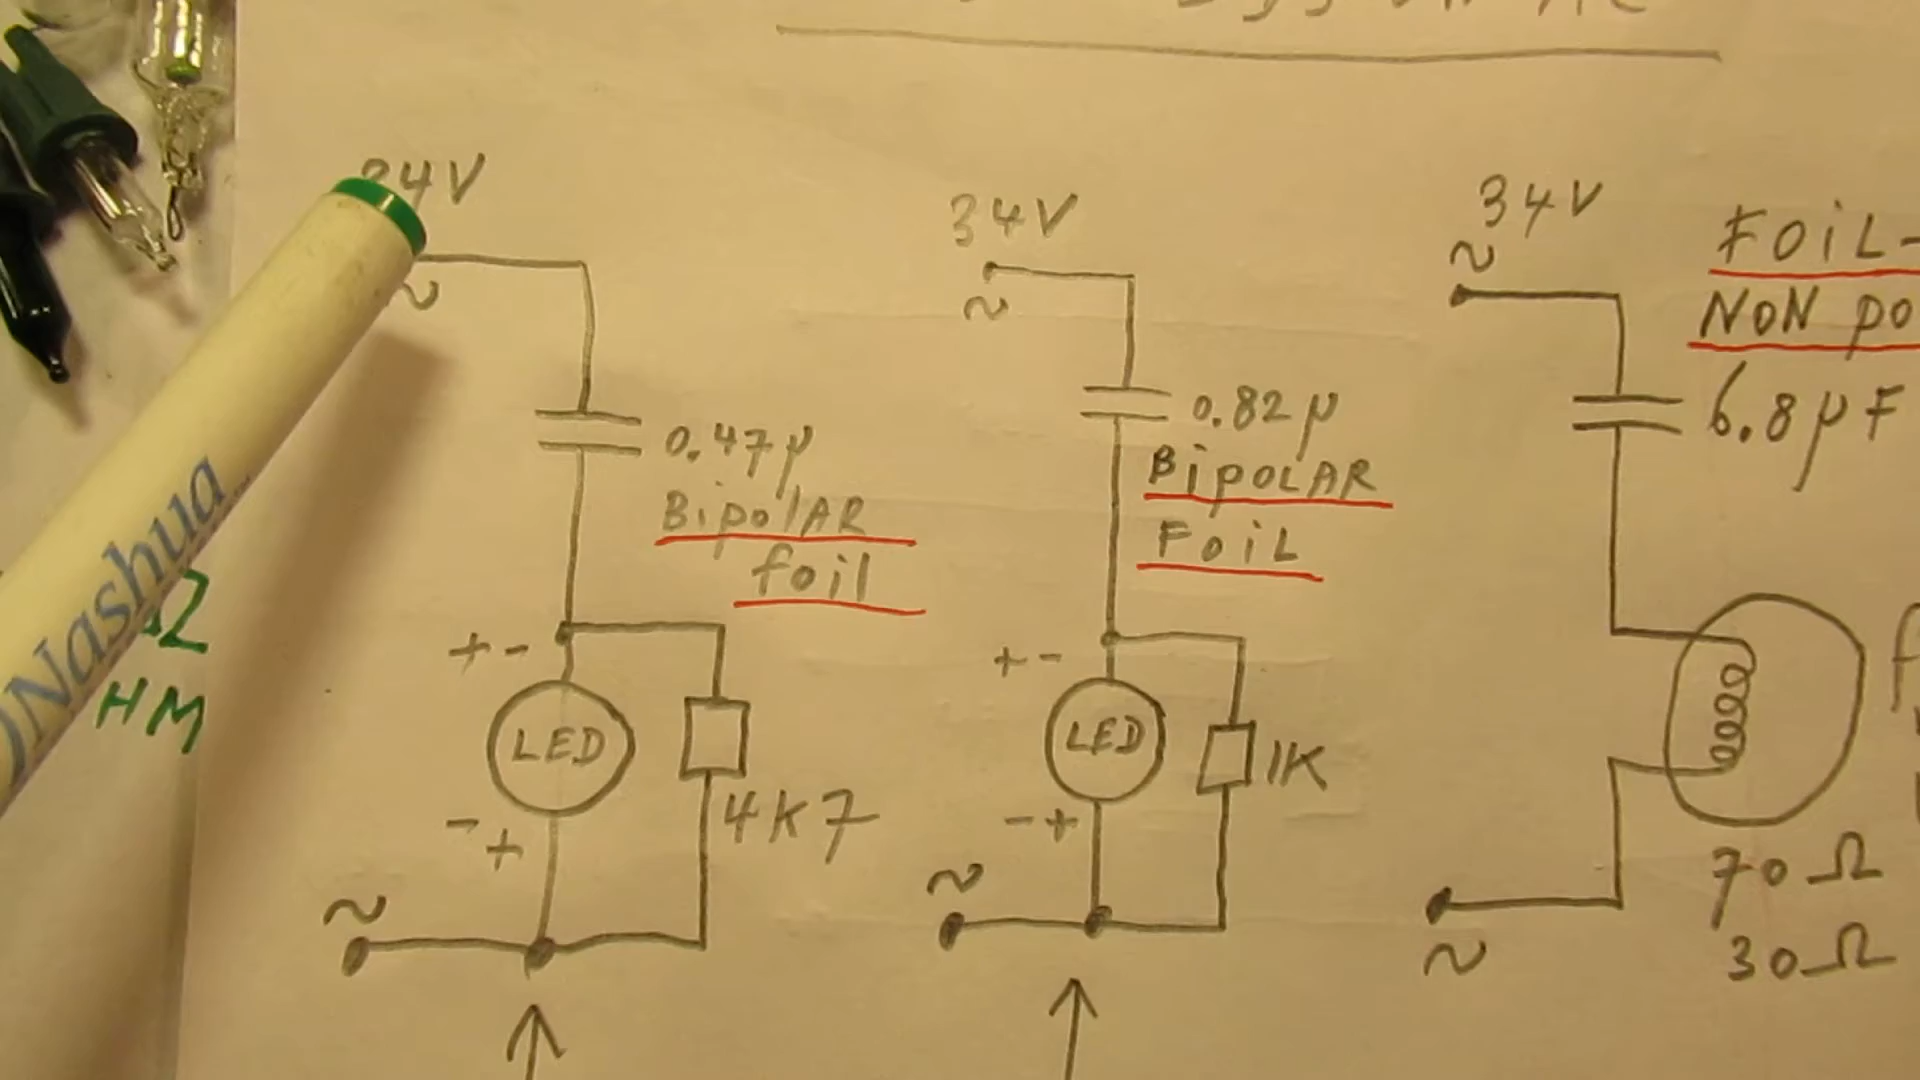 34V
~
0.47µ
BipolAR
foil
+ -
LED
4K7
- +
~
34V
~
0.82µ
BipoLAR
FoiL
+ -
LED
1K
- +
~
34V
~
FOiL-
NON PO
6.8µF
70Ω
30Ω
~
Nashua
Ω
HM